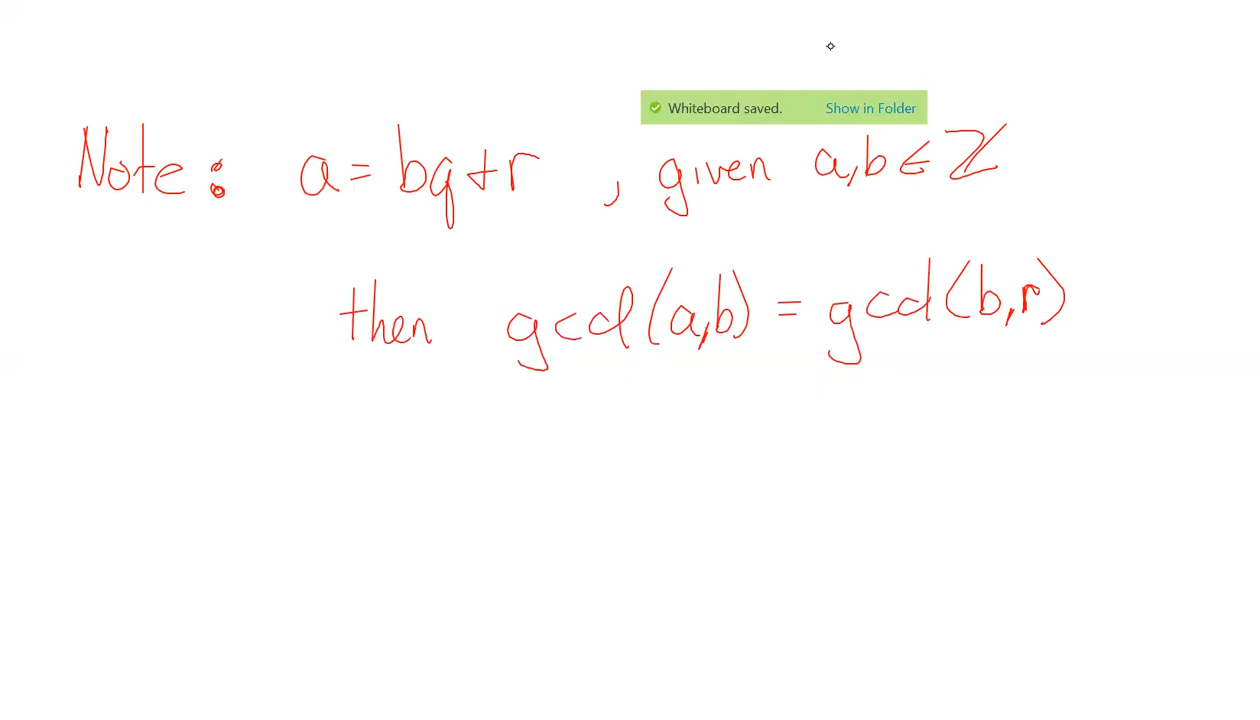 Whiteboard saved. Show in Folder
Note: a = bq + r , given a, b ∈ ℤ
then gcd(a,b) = gcd(b,r)